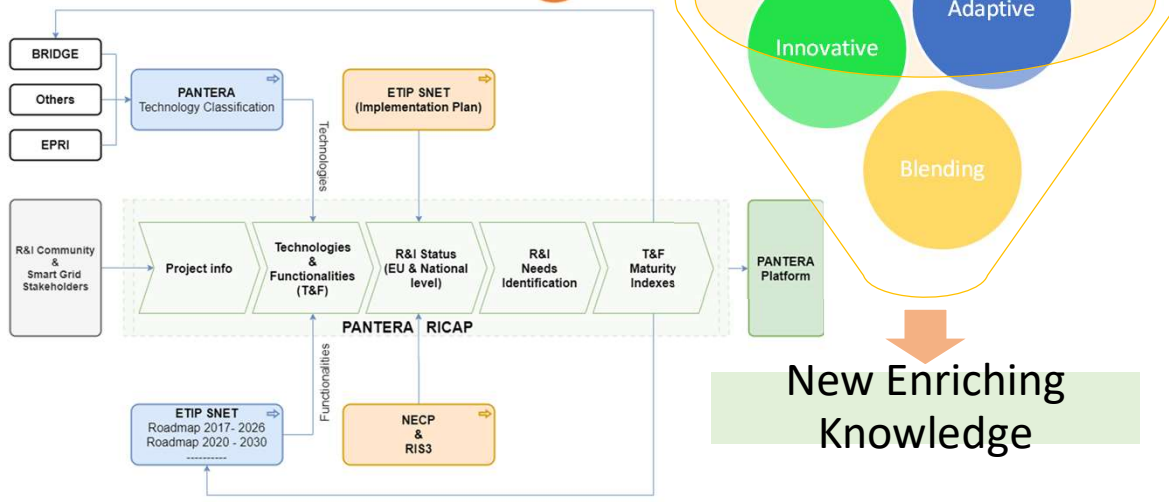 BRIDGE
Others
EPRI
PANTERA
Technology Classification
ETIP SNET
(Implementation Plan)
Technologies
R&I Community
&
Smart Grid
Stakeholders
Project info
Technologies
&
Functionalities
(T&F)
R&I Status
(EU & National
level)
R&I
Needs
Identification
T&F
Maturity
Indexes
PANTERA RICAP
PANTERA
Platform
Functionalities
ETIP SNET
Roadmap 2017- 2026
Roadmap 2020 - 2030
----------
NECP
&
RIS3
Adaptive
Innovative
Blending
New Enriching
Knowledge